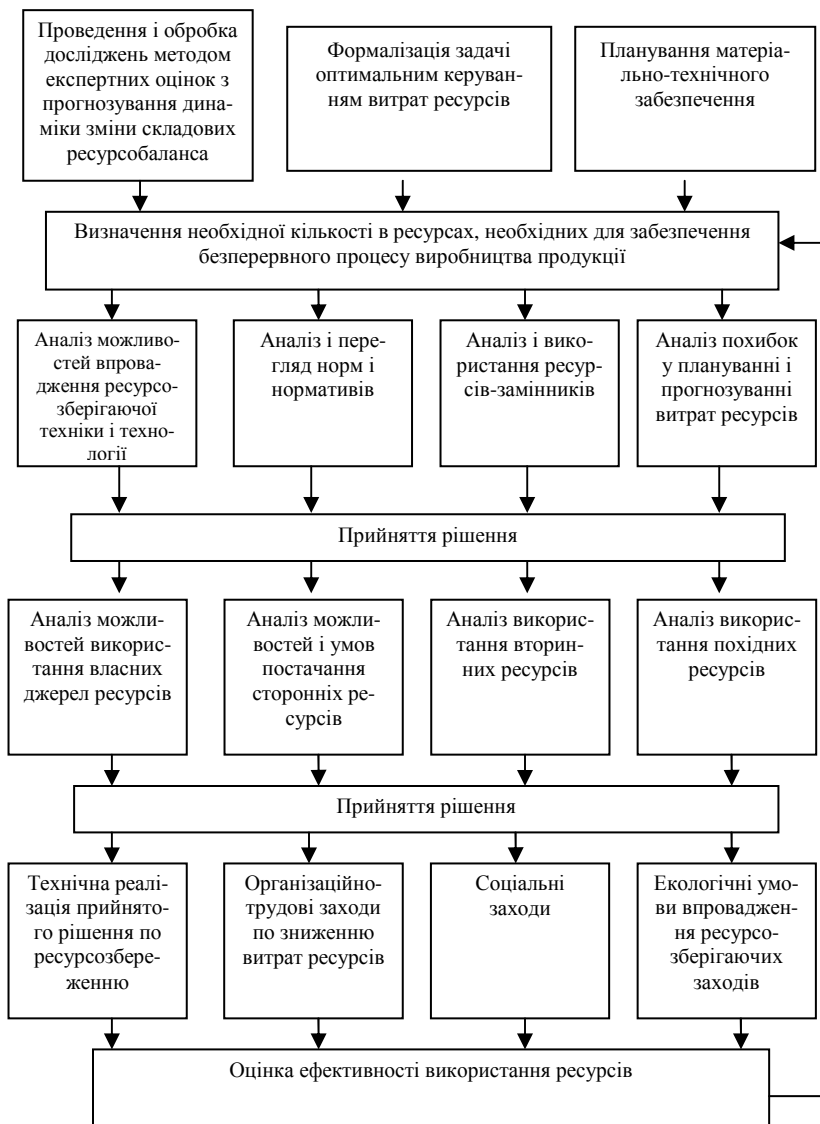 Проведення і обробка
досліджень методом
експертних оцінок з
прогнозування дина-
міки зміни складових
ресурсобаланса
Формалізація задачі
оптимальним керуван-
ням витрат ресурсів
Планування матеріа-
льно-технічного
забезпечення
Визначення необхідної кількості в ресурсах, необхідних для забезпечення
безперервного процесу виробництва продукції
Аналіз можливо-
стей впрова-
дження ресурсо-
зберігаючої
техніки і техно-
логії
Аналіз і пере-
гляд норм і
нормативів
Аналіз і вико-
ристання ресур-
сів-замінників
Аналіз похибок
у плануванні і
прогнозуванні
витрат ресурсів
Прийняття рішення
Аналіз можли-
востей викорис-
тання власних
джерел ресурсів
Аналіз можли-
востей і умов
постачання
сторонніх ре-
сурсів
Аналіз викорис-
тання вторин-
них ресурсів
Аналіз викорис-
тання похідних
ресурсів
Прийняття рішення
Технічна реалі-
зація прийнято-
го рішення по
ресурсозбере-
женню
Організаційно-
трудові заходи
по зниженню
витрат ресурсів
Соціальні
заходи
Екологічні умо-
ви впроваджен-
ня ресурсо-
зберігаючих
заходів
Оцінка ефективності використання ресурсів